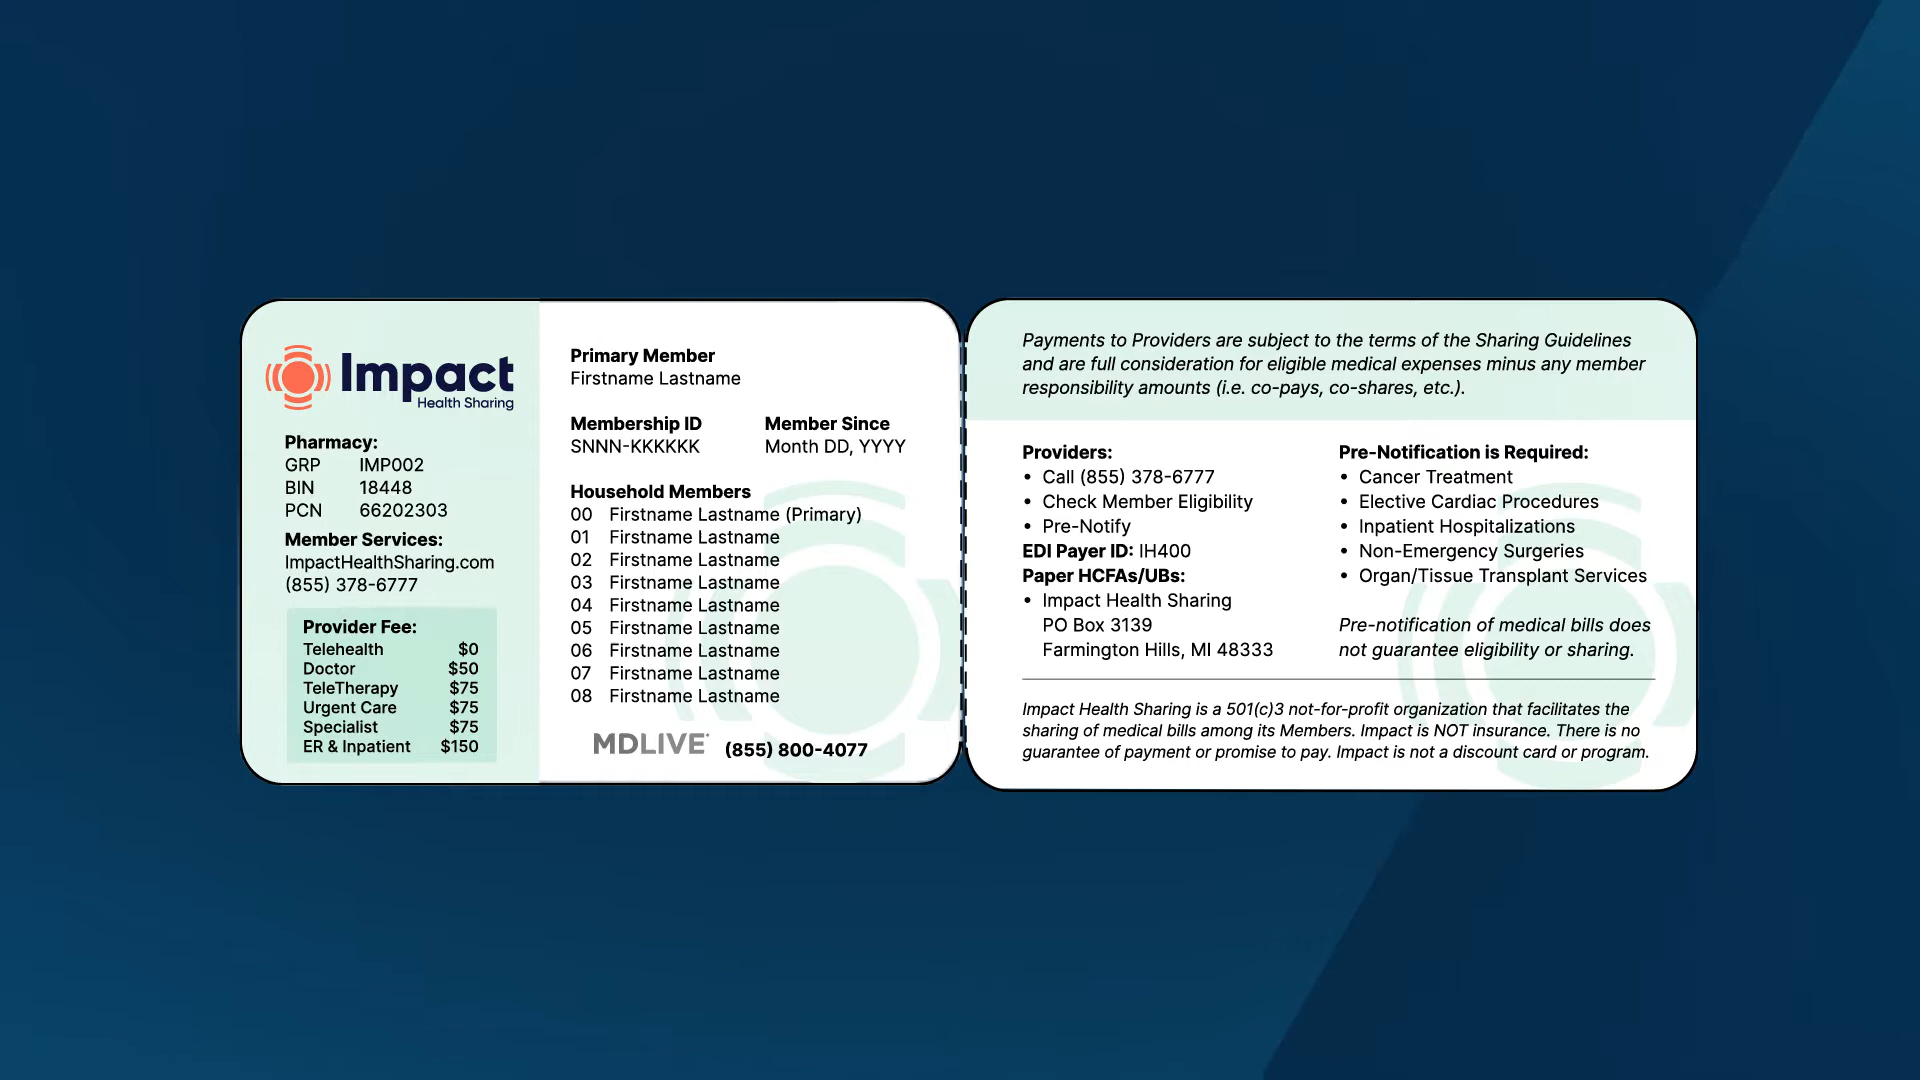 Impact
Health Sharing
Pharmacy:
GRP IMP002
BIN 18448
PCN 66202303
Member Services:
ImpactHealthSharing.com
(855) 378-6777
Provider Fee:
Telehealth $0
Doctor $50
TeleTherapy $75
Urgent Care $75
Specialist $75
ER & Inpatient $150
Primary Member
Firstname Lastname
Membership ID Member Since
SNNN-KKKKKK Month DD, YYYY
Household Members
00 Firstname Lastname (Primary)
01 Firstname Lastname
02 Firstname Lastname
03 Firstname Lastname
04 Firstname Lastname
05 Firstname Lastname
06 Firstname Lastname
07 Firstname Lastname
08 Firstname Lastname
MDLIVE (855) 800-4077
Payments to Providers are subject to the terms of the Sharing Guidelines
and are full consideration for eligible medical expenses minus any member
responsibility amounts (i.e. co-pays, co-shares, etc.).
Providers:
• Call (855) 378-6777
• Check Member Eligibility
• Pre-Notify
EDI Payer ID: IH400
Paper HCFAs/UBs:
• Impact Health Sharing
PO Box 3139
Farmington Hills, MI 48333
Pre-Notification is Required:
• Cancer Treatment
• Elective Cardiac Procedures
• Inpatient Hospitalizations
• Non-Emergency Surgeries
• Organ/Tissue Transplant Services
Pre-notification of medical bills does
not guarantee eligibility or sharing.
Impact Health Sharing is a 501(c)3 not-for-profit organization that facilitates the
sharing of medical bills among its Members. Impact is NOT insurance. There is no
guarantee of payment or promise to pay. Impact is not a discount card or program.